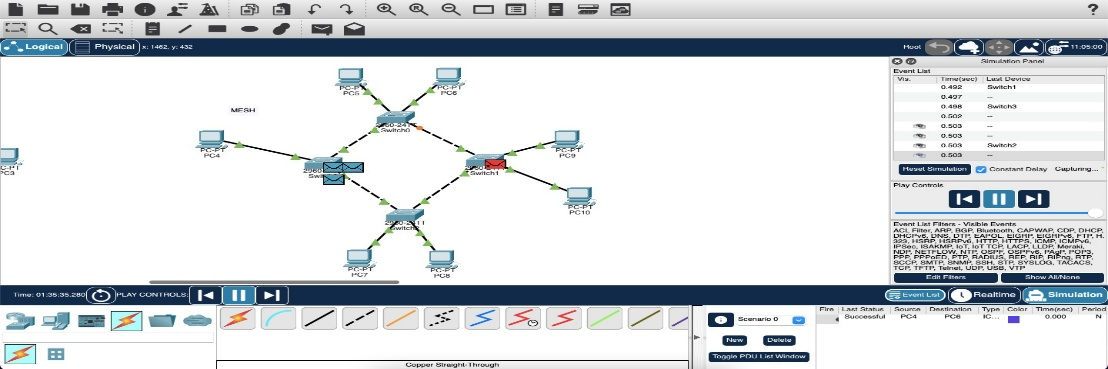 Logical
Physical
x: 1462, y: 432
Root
11:05:00
MESH
PC-PT
PC5
PC-PT
PC6
2950-24TT
Switch0
PC-PT
PC4
PC-PT
PC9
C-PT
PC3
Switch1
PC10
PC-PT
PC7
PC-PT
PC8
Simulation Panel
Event List
Vis. Time(sec) Last Device
0.492 Switch1
0.497 --
0.498 Switch3
0.502 --
0.503 --
0.503 --
0.503 Switch2
0.503 --
Reset Simulation Constant Delay Capturing...
Play Controls
Event List Filters - Visible Events
ACL Filter, ARP, BGP, Bluetooth, CAPWAP, CDP, DHCP,
DHCPv6, DNS, DTP, EAPOL, EIGRP, EIGRPv6, FTP, H.
323, HSRP, HSRPv6, HTTP, HTTPS, ICMP, ICMPv6,
IPSec, ISAKMP, IoT, IoT TCP, LACP, LLDP, Meraki,
NDP, NETFLOW, NTP, OSPF, OSPFv6, PAgP, POP3,
PPP, PPPoED, PTP, RADIUS, REP, RIP, RIPng, RTP,
SCCP, SMTP, SNMP, SSH, STP, SYSLOG, TACACS,
TCP, TFTP, Telnet, UDP, USB, VTP
Edit Filters Show All/None
Time: 01:35:35.280 PLAY CONTROLS:
Event List Realtime Simulation
Scenario 0
New Delete
Toggle PDU List Window
Fire Last Status Source Destination Type Color Time(sec) Period
Successful PC4 PC6 IC... 0.000 N
Copper Straight-Through